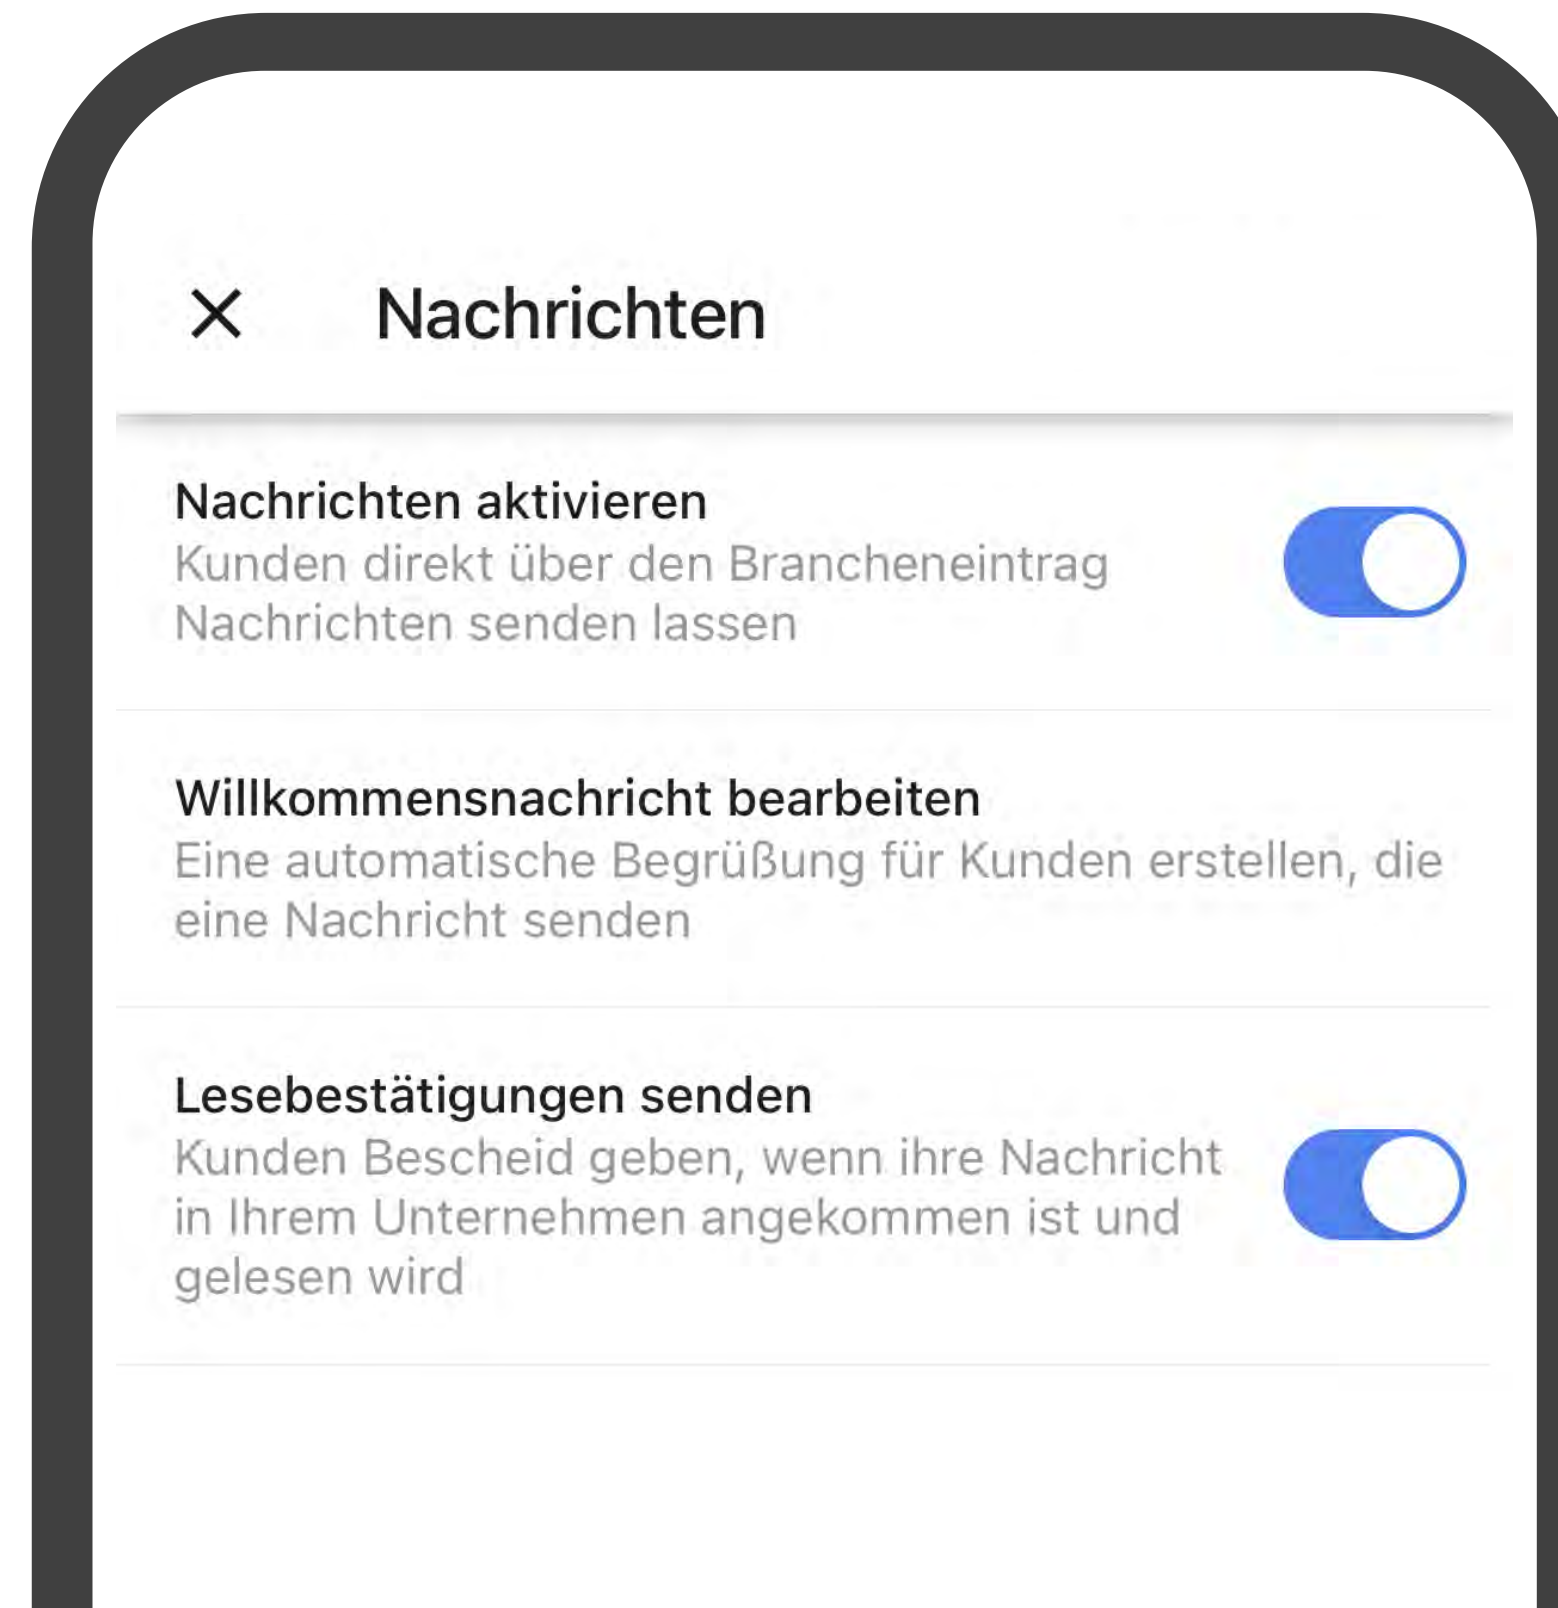 Nachrichten
Nachrichten aktivieren
Kunden direkt über den Brancheneintrag
Nachrichten senden lassen
Willkommensnachricht bearbeiten
Eine automatische Begrüßung für Kunden erstellen, die
eine Nachricht senden
Lesebestätigungen senden
Kunden Bescheid geben, wenn ihre Nachricht
in Ihrem Unternehmen angekommen ist und
gelesen wird